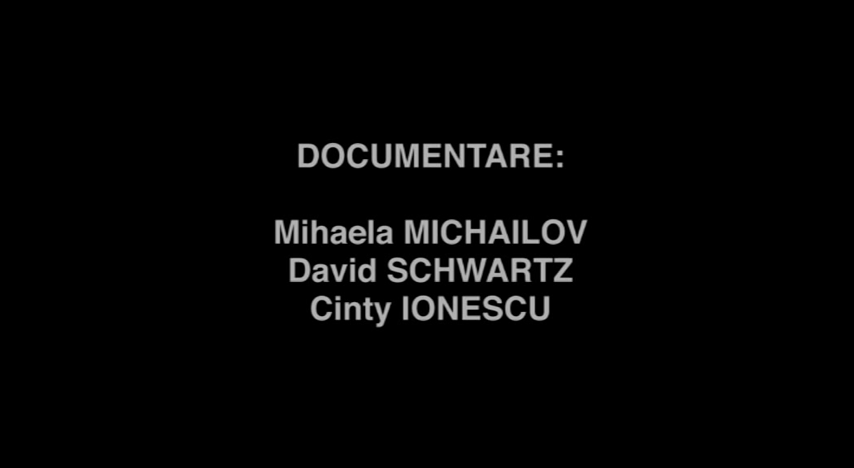 DOCUMENTARE:
Mihaela MICHAILOV
David SCHWARTZ
Cinty IONESCU